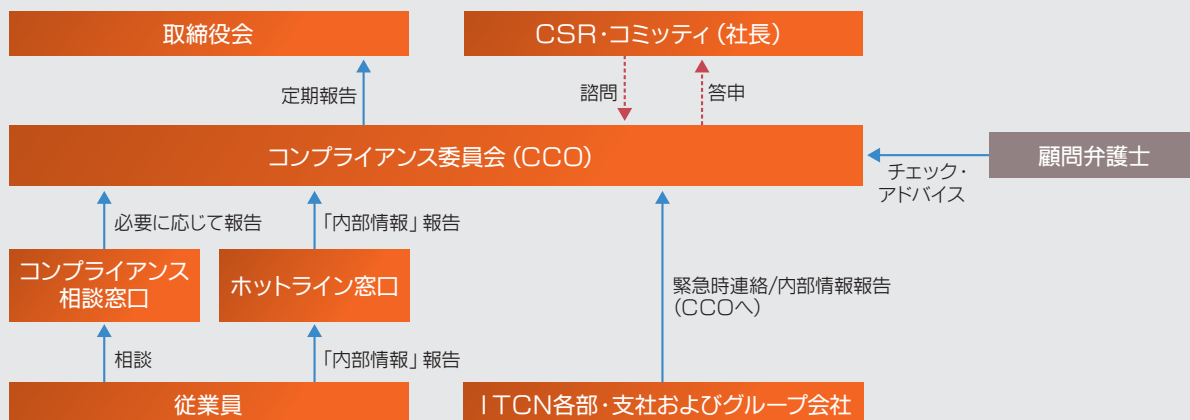 取締役会
CSR・コミッティ（社長）
定期報告
諮問
答申
コンプライアンス委員会（CCO）
顧問弁護士
チェック・
アドバイス
必要に応じて報告
「内部情報」報告
コンプライアンス
相談窓口
ホットライン窓口
緊急時連絡/内部情報報告
（CCOへ）
相談
「内部情報」報告
従業員
ITCN各部・支社およびグループ会社